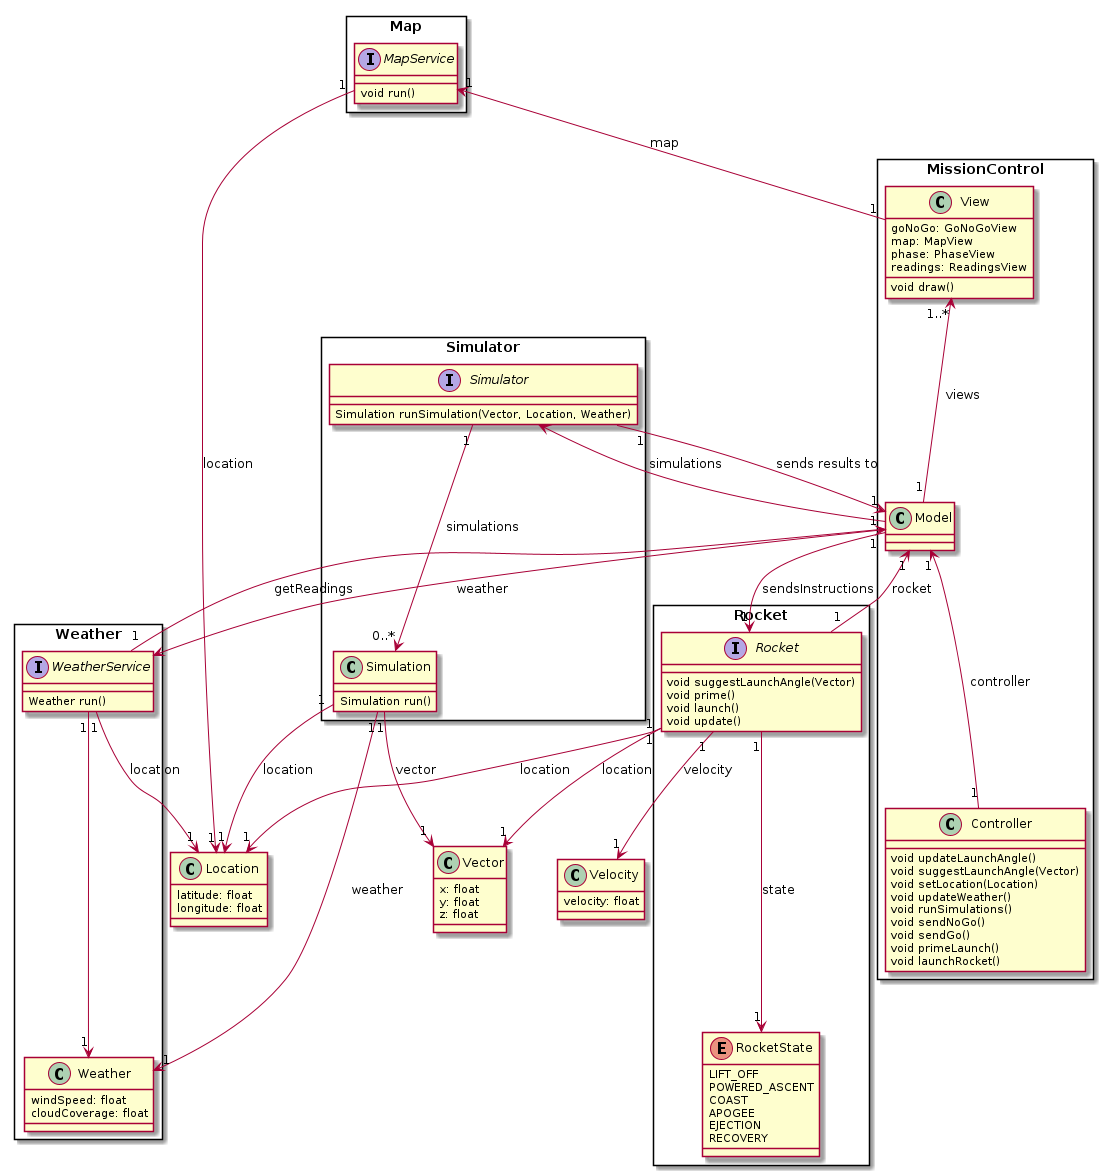 Map
I MapService
void run()
1
1
map
1
MissionControl
C View
goNoGo: GoNoGoView
map: MapView
phase: PhaseView
readings: ReadingsView
void draw()
1..*
views
1
Simulator
I Simulator
Simulation runSimulation(Vector, Location, Weather)
1
1
location
simulations
sends results to
1
C Model
1
1
1
1
simulations
getReadings
weather
sendsInstructions
rocket
1
1
1
0..*
Weather
I WeatherService
Weather run()
1
1
C Simulation
Simulation run()
1
1
1
Rocket
I Rocket
void suggestLaunchAngle(Vector)
void prime()
void launch()
void update()
1
1
1
1
controller
1
location
location
vector
location
location
velocity
1
1
1
1
1
1
1
C Location
latitude: float
longitude: float
C Vector
x: float
y: float
z: float
C Velocity
velocity: float
C Controller
void updateLaunchAngle()
void suggestLaunchAngle(Vector)
void setLocation(Location)
void updateWeather()
void runSimulations()
void sendNoGo()
void sendGo()
void primeLaunch()
void launchRocket()
weather
state
1
1
1
C Weather
windSpeed: float
cloudCoverage: float
E RocketState
LIFT_OFF
POWERED_ASCENT
COAST
APOGEE
EJECTION
RECOVERY